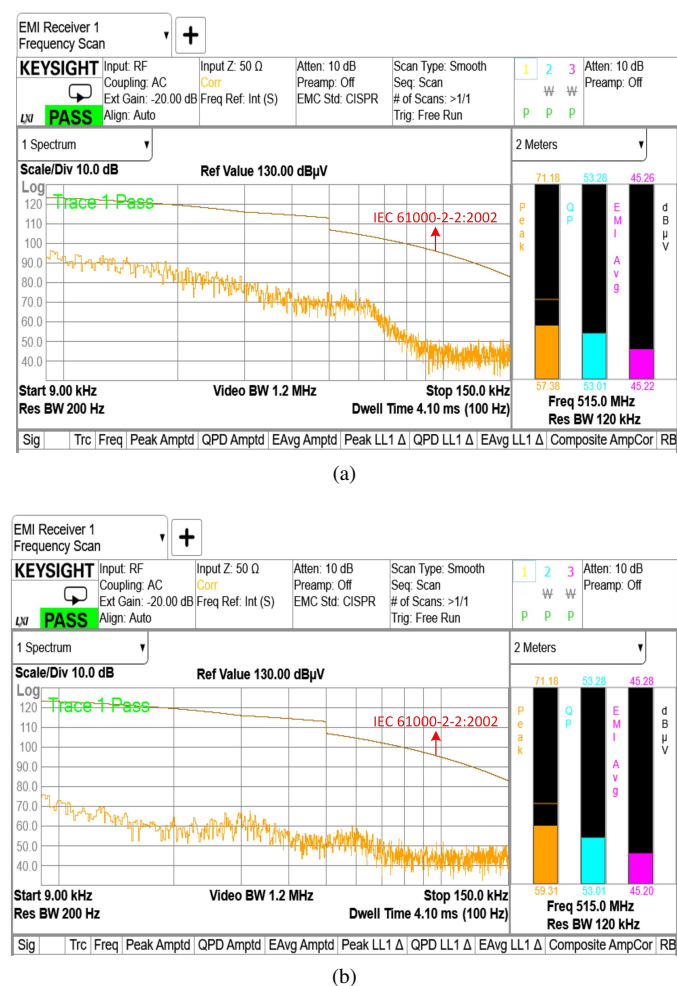 EMI Receiver 1
Frequency Scan
+
KEYSIGHT
LXI
PASS
Input: RF
Coupling: AC
Ext Gain: -20.00 dB
Align: Auto
Input Z: 50 Ω
Corr
Freq Ref: Int (S)
Atten: 10 dB
Preamp: Off
EMC Std: CISPR
Scan Type: Smooth
Seq: Scan
# of Scans: >1/1
Trig: Free Run
1 2 3
W W
P P P
Atten: 10 dB
Preamp: Off
1 Spectrum
Scale/Div 10.0 dB
Ref Value 130.00 dBµV
Log
Trace 1 Pass
IEC 61000-2-2:2002
120
110
100
90.0
80.0
70.0
60.0
50.0
40.0
Start 9.00 kHz
Video BW 1.2 MHz
Stop 150.0 kHz
Res BW 200 Hz
Dwell Time 4.10 ms (100 Hz)
2 Meters
71.18 53.28 45.26
Peak
QP
EMI Avg
dBµV
57.38 53.01 45.22
Freq 515.0 MHz
Res BW 120 kHz
Sig Trc Freq Peak Amptd QPD Amptd EAvg Amptd Peak LL1 Δ QPD LL1 Δ EAvg LL1 Δ Composite AmpCor RB
(a)
EMI Receiver 1
Frequency Scan
+
KEYSIGHT
LXI
PASS
Input: RF
Coupling: AC
Ext Gain: -20.00 dB
Align: Auto
Input Z: 50 Ω
Corr
Freq Ref: Int (S)
Atten: 10 dB
Preamp: Off
EMC Std: CISPR
Scan Type: Smooth
Seq: Scan
# of Scans: >1/1
Trig: Free Run
1 2 3
W W
P P P
Atten: 10 dB
Preamp: Off
1 Spectrum
Scale/Div 10.0 dB
Ref Value 130.00 dBµV
Log
Trace 1 Pass
IEC 61000-2-2:2002
120
110
100
90.0
80.0
70.0
60.0
50.0
40.0
Start 9.00 kHz
Video BW 1.2 MHz
Stop 150.0 kHz
Res BW 200 Hz
Dwell Time 4.10 ms (100 Hz)
2 Meters
71.18 53.28 45.28
Peak
QP
EMI Avg
dBµV
59.31 53.01 45.20
Freq 515.0 MHz
Res BW 120 kHz
Sig Trc Freq Peak Amptd QPD Amptd EAvg Amptd Peak LL1 Δ QPD LL1 Δ EAvg LL1 Δ Composite AmpCor RB
(b)